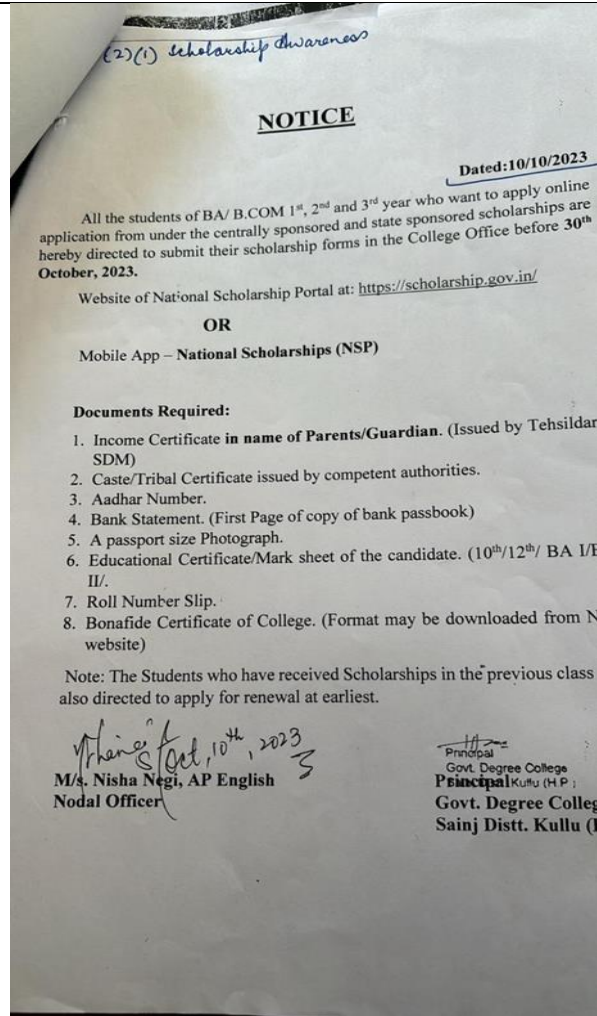 (2)(1) Scholarship Awareness
NOTICE
Dated:10/10/2023
All the students of BA/ B.COM 1st, 2nd and 3rd year who want to apply online
application from under the centrally sponsored and state sponsored scholarships are
hereby directed to submit their scholarship forms in the College Office before 30th
October, 2023.
Website of National Scholarship Portal at: https://scholarship.gov.in/
OR
Mobile App – National Scholarships (NSP)
Documents Required:
1. Income Certificate in name of Parents/Guardian. (Issued by Tehsildar
SDM)
2. Caste/Tribal Certificate issued by competent authorities.
3. Aadhar Number.
4. Bank Statement. (First Page of copy of bank passbook)
5. A passport size Photograph.
6. Educational Certificate/Mark sheet of the candidate. (10th/12th/ BA I/B
II/.
7. Roll Number Slip.
8. Bonafide Certificate of College. (Format may be downloaded from N
website)
Note: The Students who have received Scholarships in the previous class
also directed to apply for renewal at earliest.
Oct, 10th, 2023
M/s. Nisha Negi, AP English
Nodal Officer
Principal
Govt. Degree College
Kullu (H.P.)
Principal
Govt. Degree Colleg
Sainj Distt. Kullu (